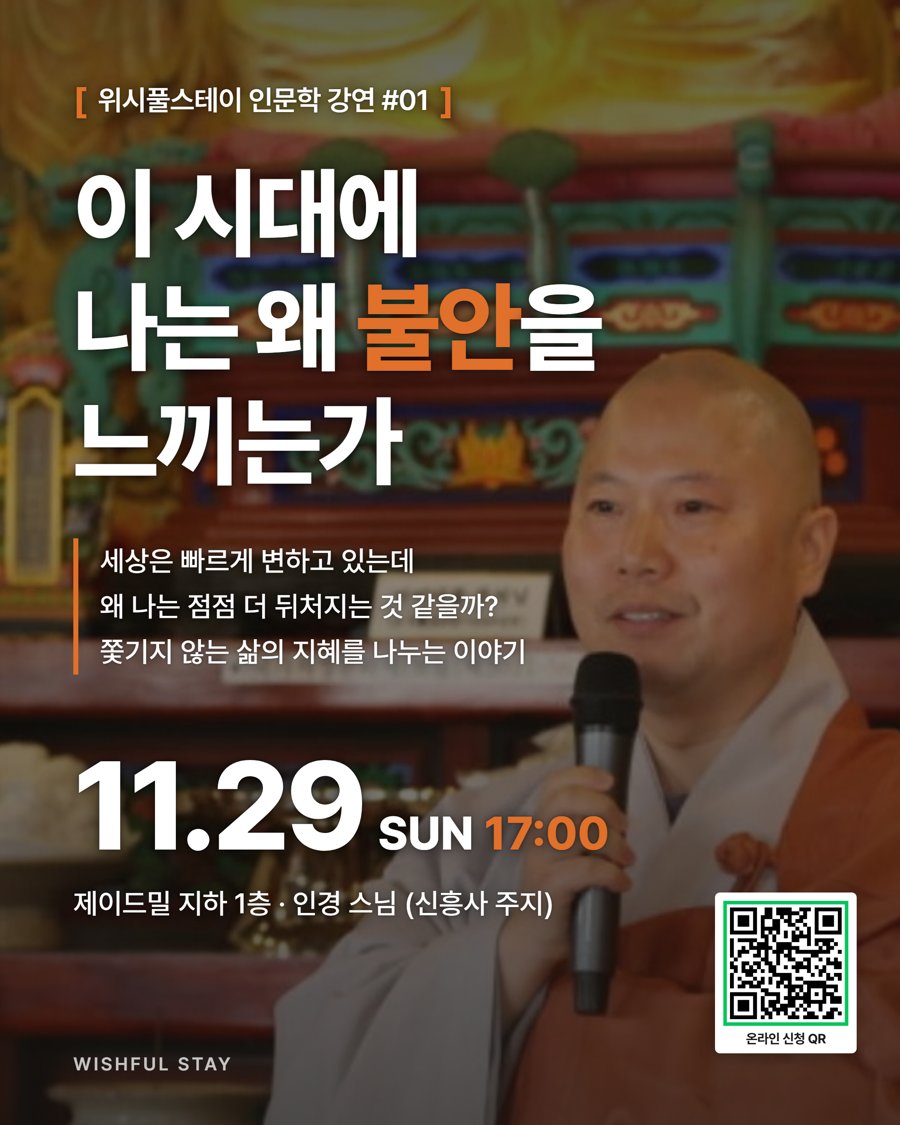 [ 위시풀스테이 인문학 강연 #01 ]
이 시대에
나는 왜 불안을
느끼는가
세상은 빠르게 변하고 있는데
왜 나는 점점 더 뒤처지는 것 같을까?
쫓기지 않는 삶의 지혜를 나누는 이야기
11.29 SUN 17:00
제이드밀 지하 1층 · 인경 스님 (신흥사 주지)
온라인 신청 QR
WISHFUL STAY